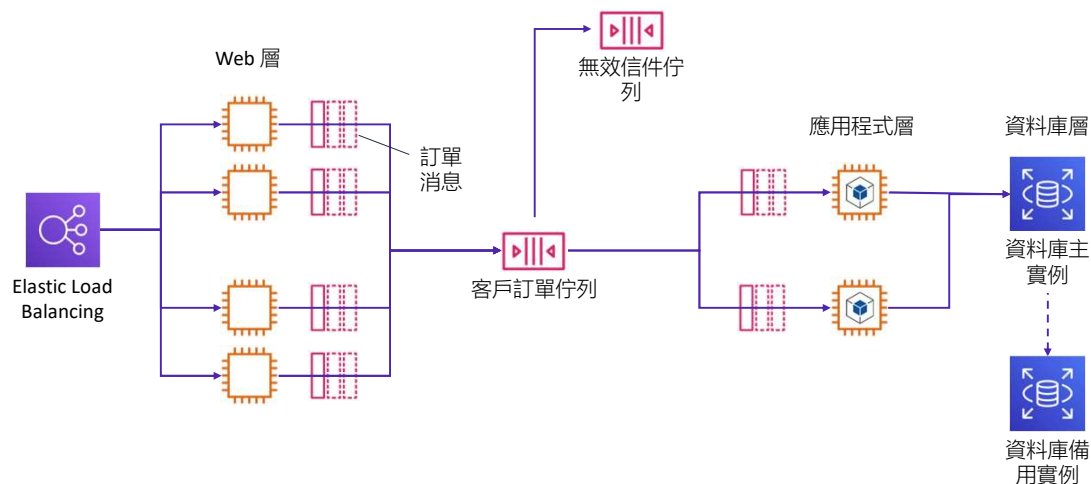 Web 層
無效信件佇
列
應用程式層
資料庫層
訂單
消息
Elastic Load
Balancing
客戶訂單佇列
資料庫主
實例
資料庫備
用實例